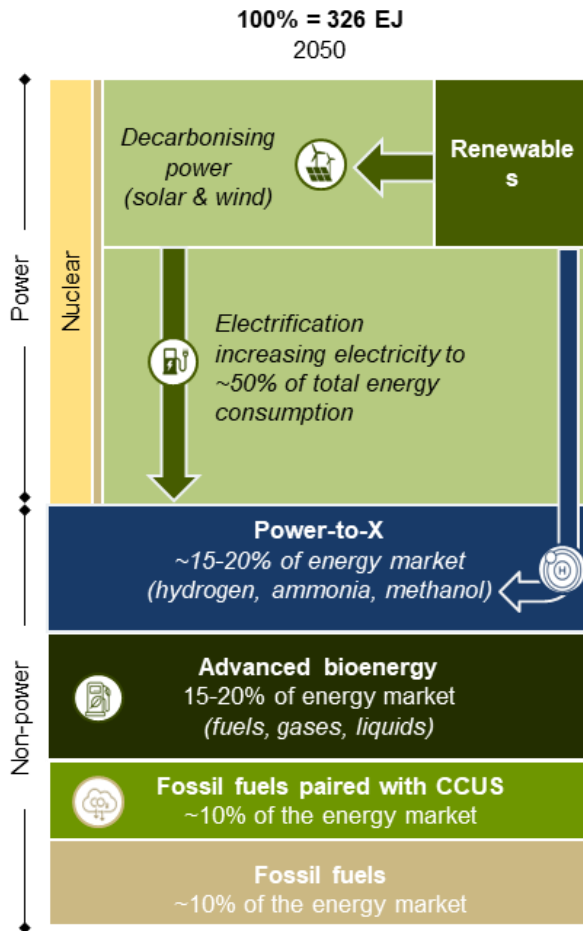 100% = 326 EJ
2050
Power
Nuclear
Decarbonising
power
(solar & wind)
Renewable
s
Electrification
increasing electricity to
~50% of total energy
consumption
Non-power
Power-to-X
~15-20% of energy market
(hydrogen, ammonia, methanol)
H
Advanced bioenergy
15-20% of energy market
(fuels, gases, liquids)
CO₂
Fossil fuels paired with CCUS
~10% of the energy market
Fossil fuels
~10% of the energy market